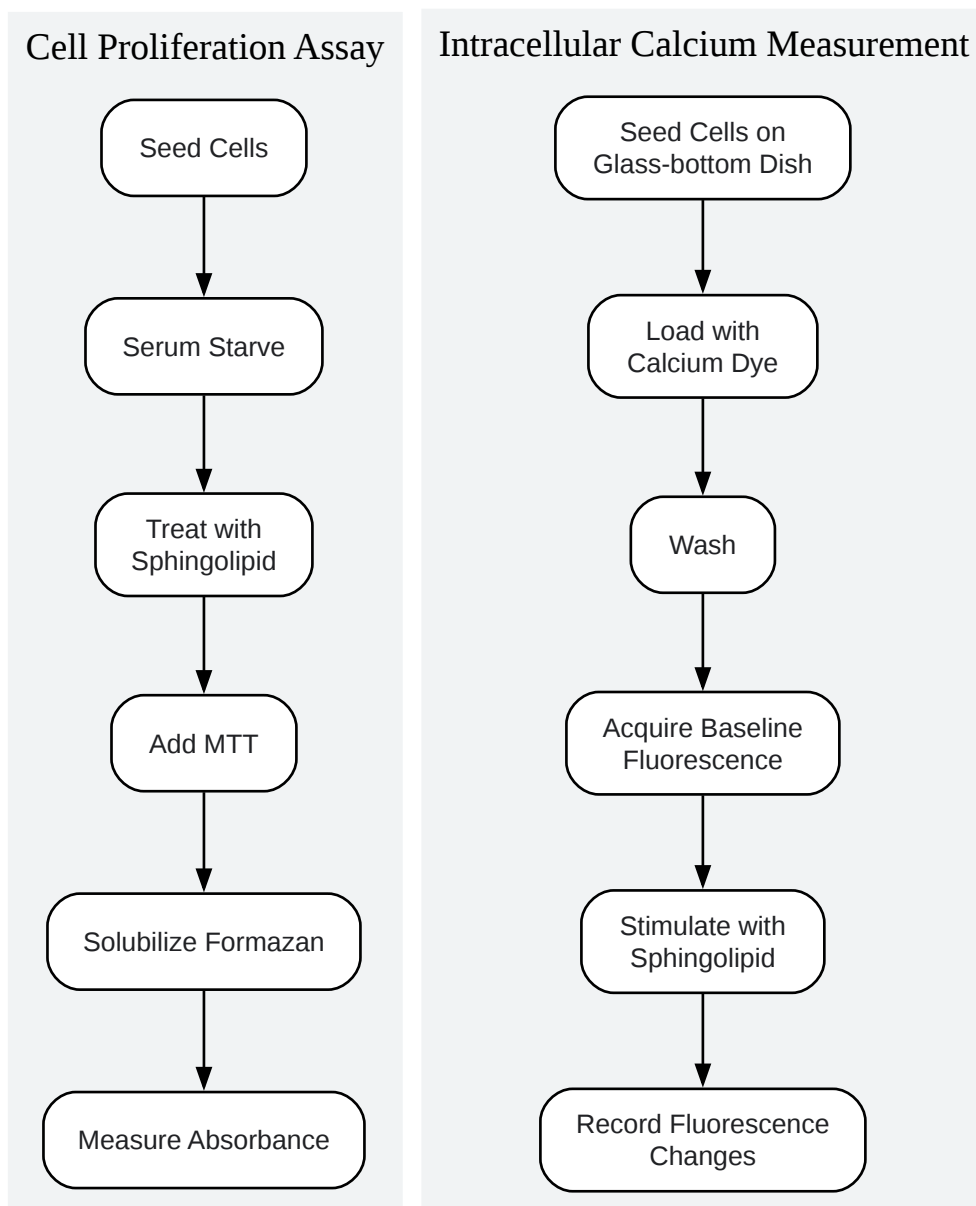 Cell Proliferation Assay
Seed Cells
Serum Starve
Treat with
Sphingolipid
Add MTT
Solubilize Formazan
Measure Absorbance
Intracellular Calcium Measurement
Seed Cells on
Glass-bottom Dish
Load with
Calcium Dye
Wash
Acquire Baseline
Fluorescence
Stimulate with
Sphingolipid
Record Fluorescence
Changes